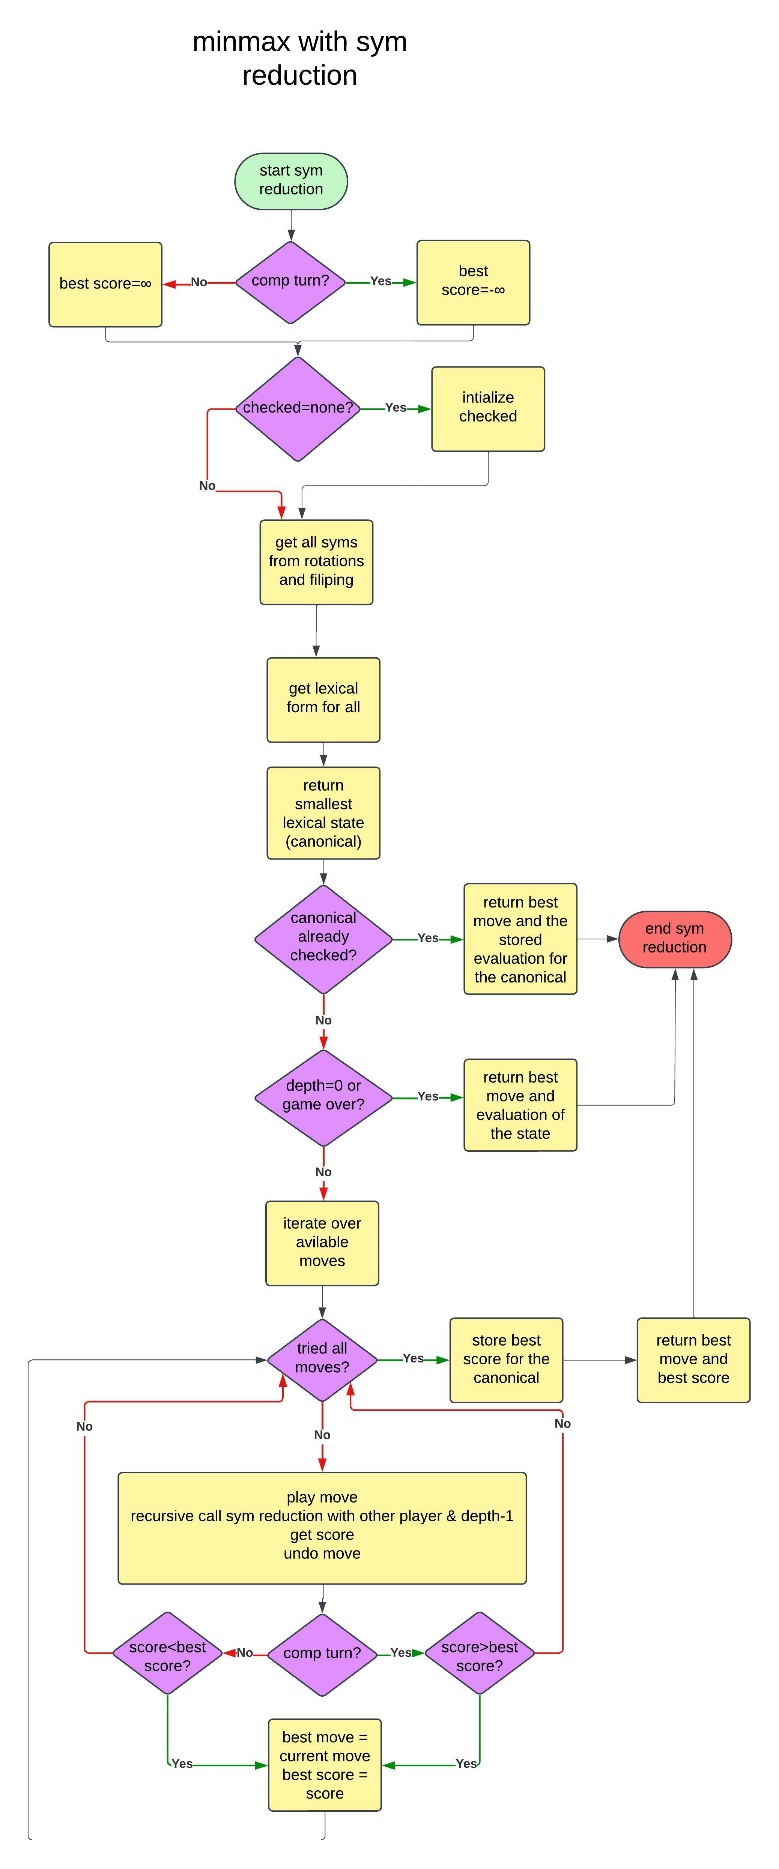 minmax with sym
reduction
start sym
reduction
best score=∞
No
comp turn?
Yes
best
score=-∞
checked=none?
Yes
intialize
checked
No
get all syms
from rotations
and filiping
get lexical
form for all
return
smallest
lexical state
(canonical)
canonical
already
checked?
Yes
return best
move and the
stored
evaluation for
the canonical
end sym
reduction
No
depth=0 or
game over?
Yes
return best
move and
evaluation of
the state
No
iterate over
avilable
moves
tried all
moves?
Yes
store best
score for the
canonical
return best
move and
best score
No
No
No
play move
recursive call sym reduction with other player & depth-1
get score
undo move
score<best
score?
No
comp turn?
Yes
score>best
score?
Yes
best move =
current move
best score =
score
Yes